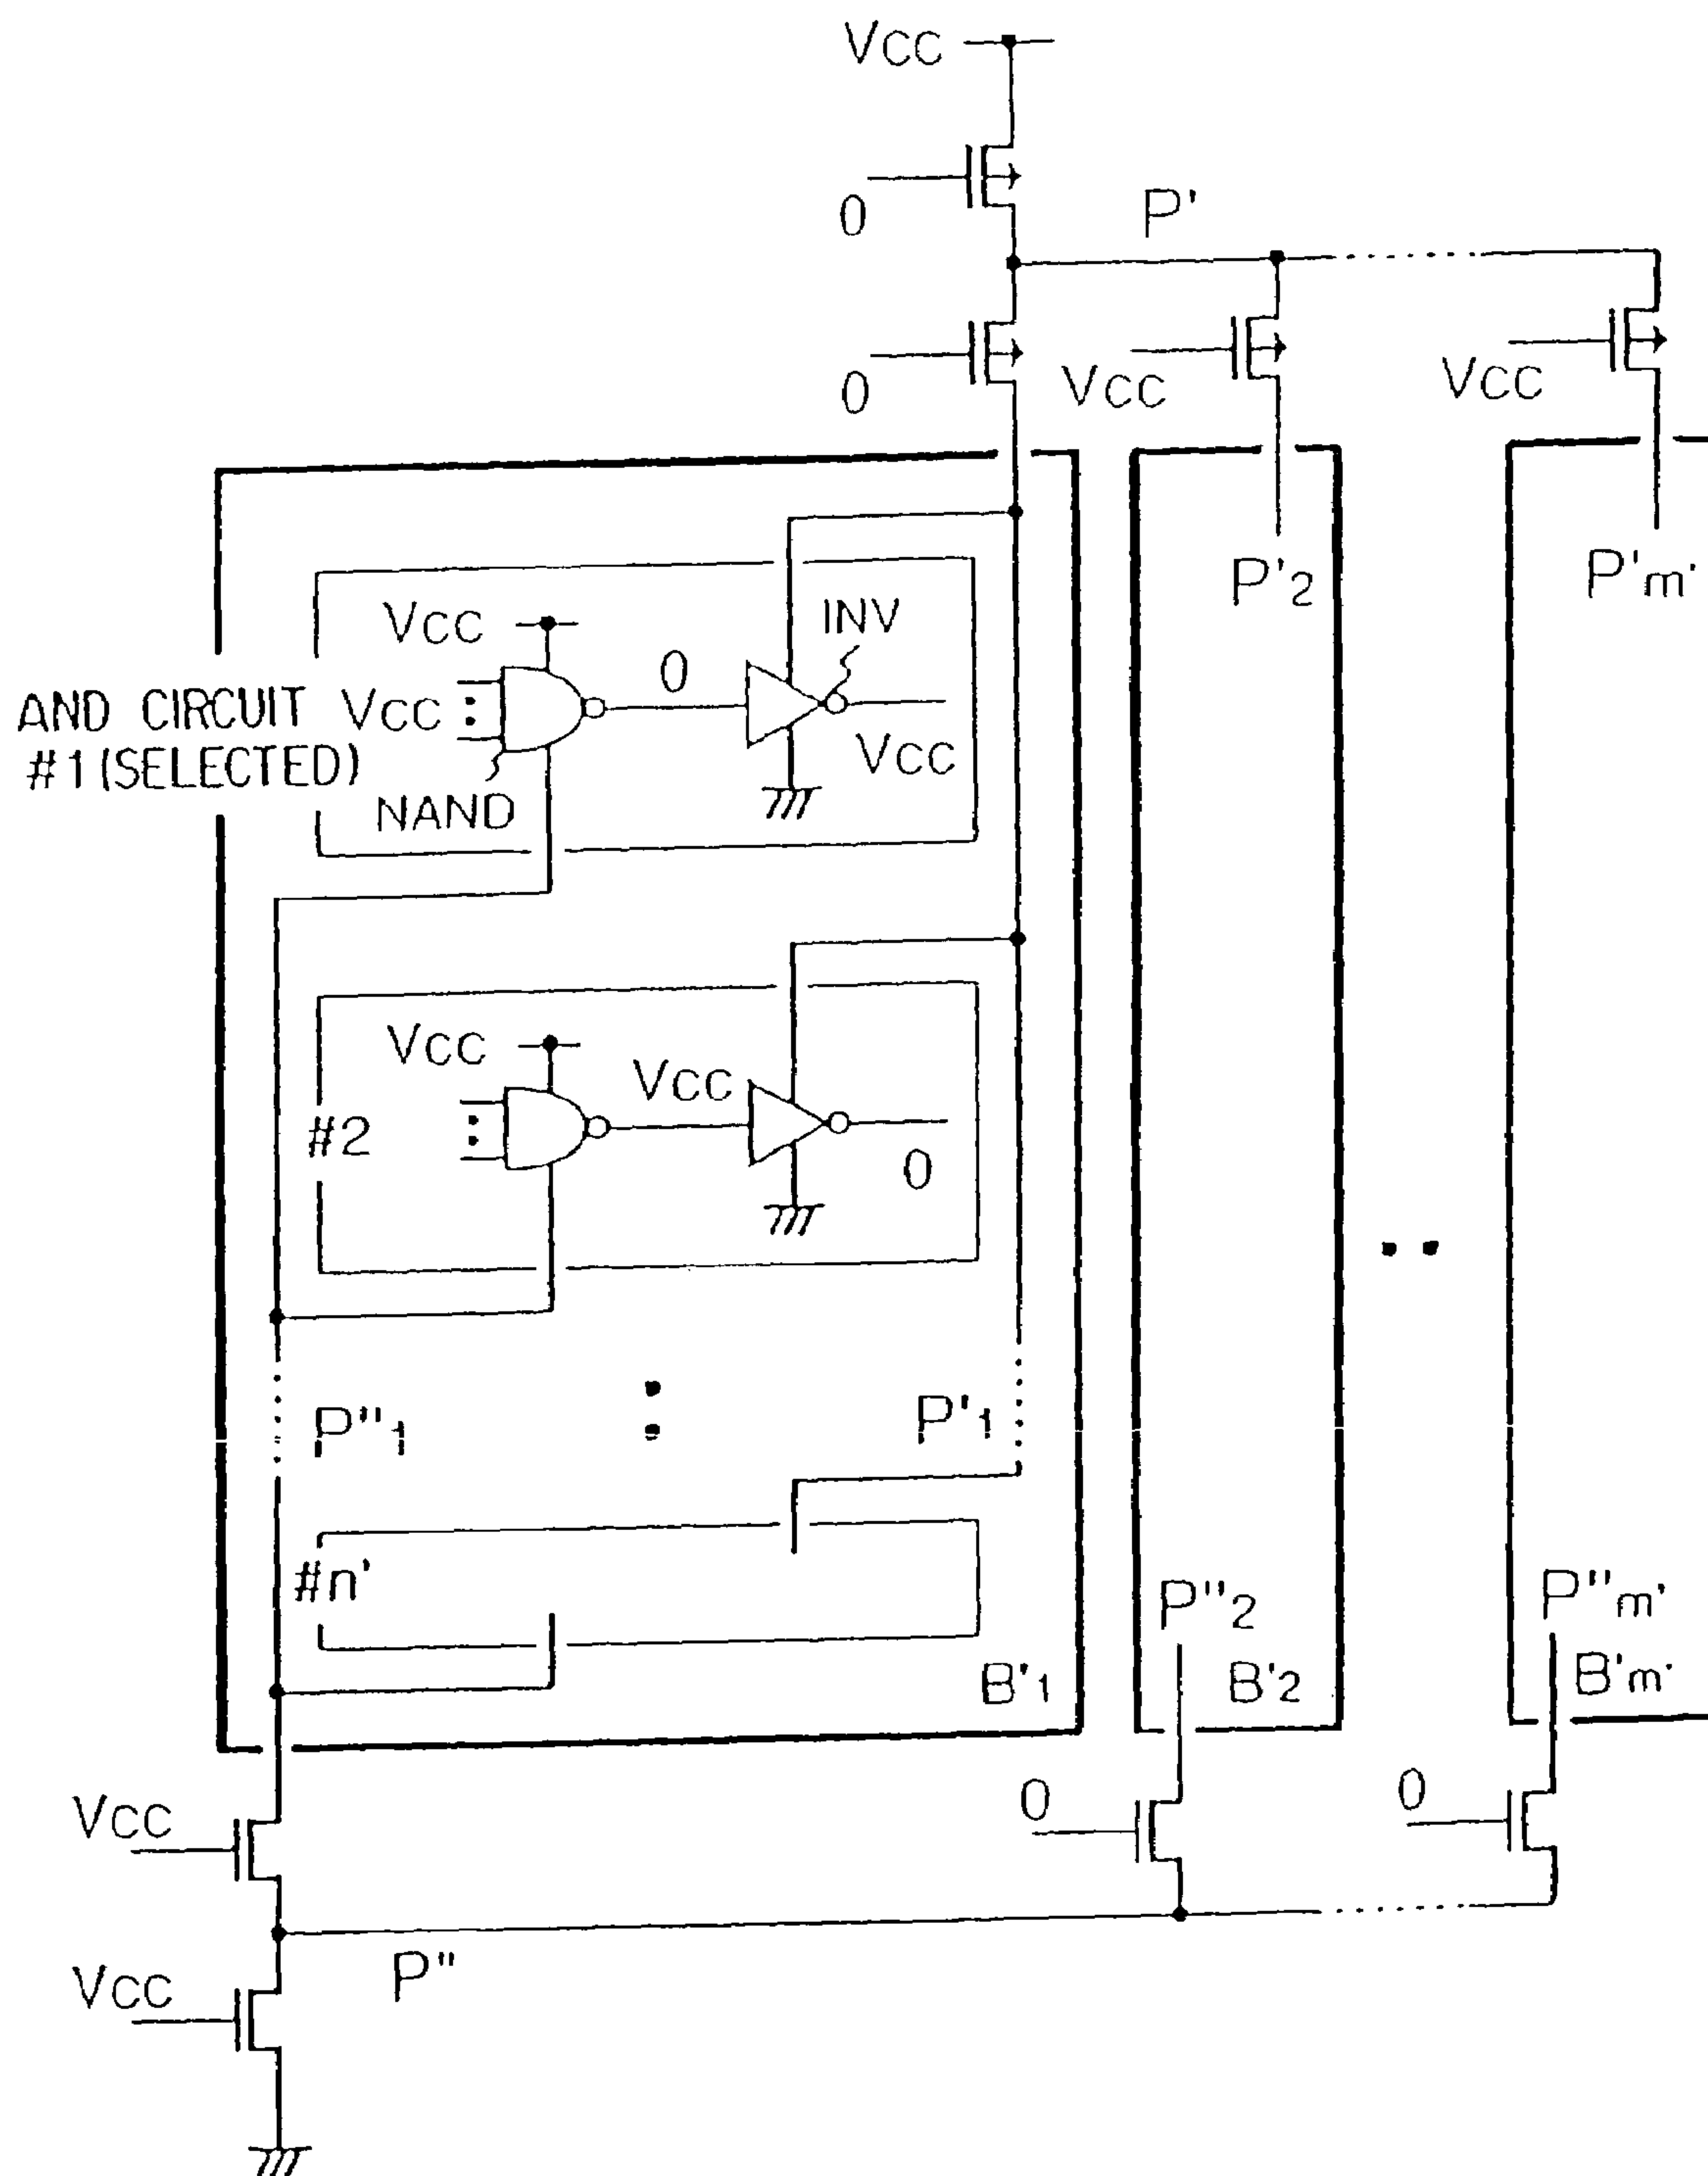 VCC
0
P'
0
VCC
VCC
P'2
P'm'
VCC
INV
0
AND CIRCUIT
#1(SELECTED)
VCC
VCC
NAND
VCC
VCC
#2
0
P"1
P'1
#n'
P"2
P"m'
B'1
B'2
B'm'
VCC
0
0
P"
VCC